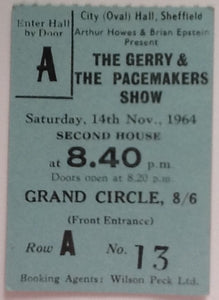 Enter Hall
by Door
A
City (Oval) Hall, Sheffield
Arthur Howes & Brian Epstein
Present
THE GERRY &
THE PACEMAKERS
SHOW
Saturday, 14th Nov., 1964
SECOND HOUSE
at 8.40 p.m.
Doors open at 8.20 p.m.
GRAND CIRCLE, 8/6
(Front Entrance)
Row A No. 13
Booking Agents: Wilson Peck Ltd.